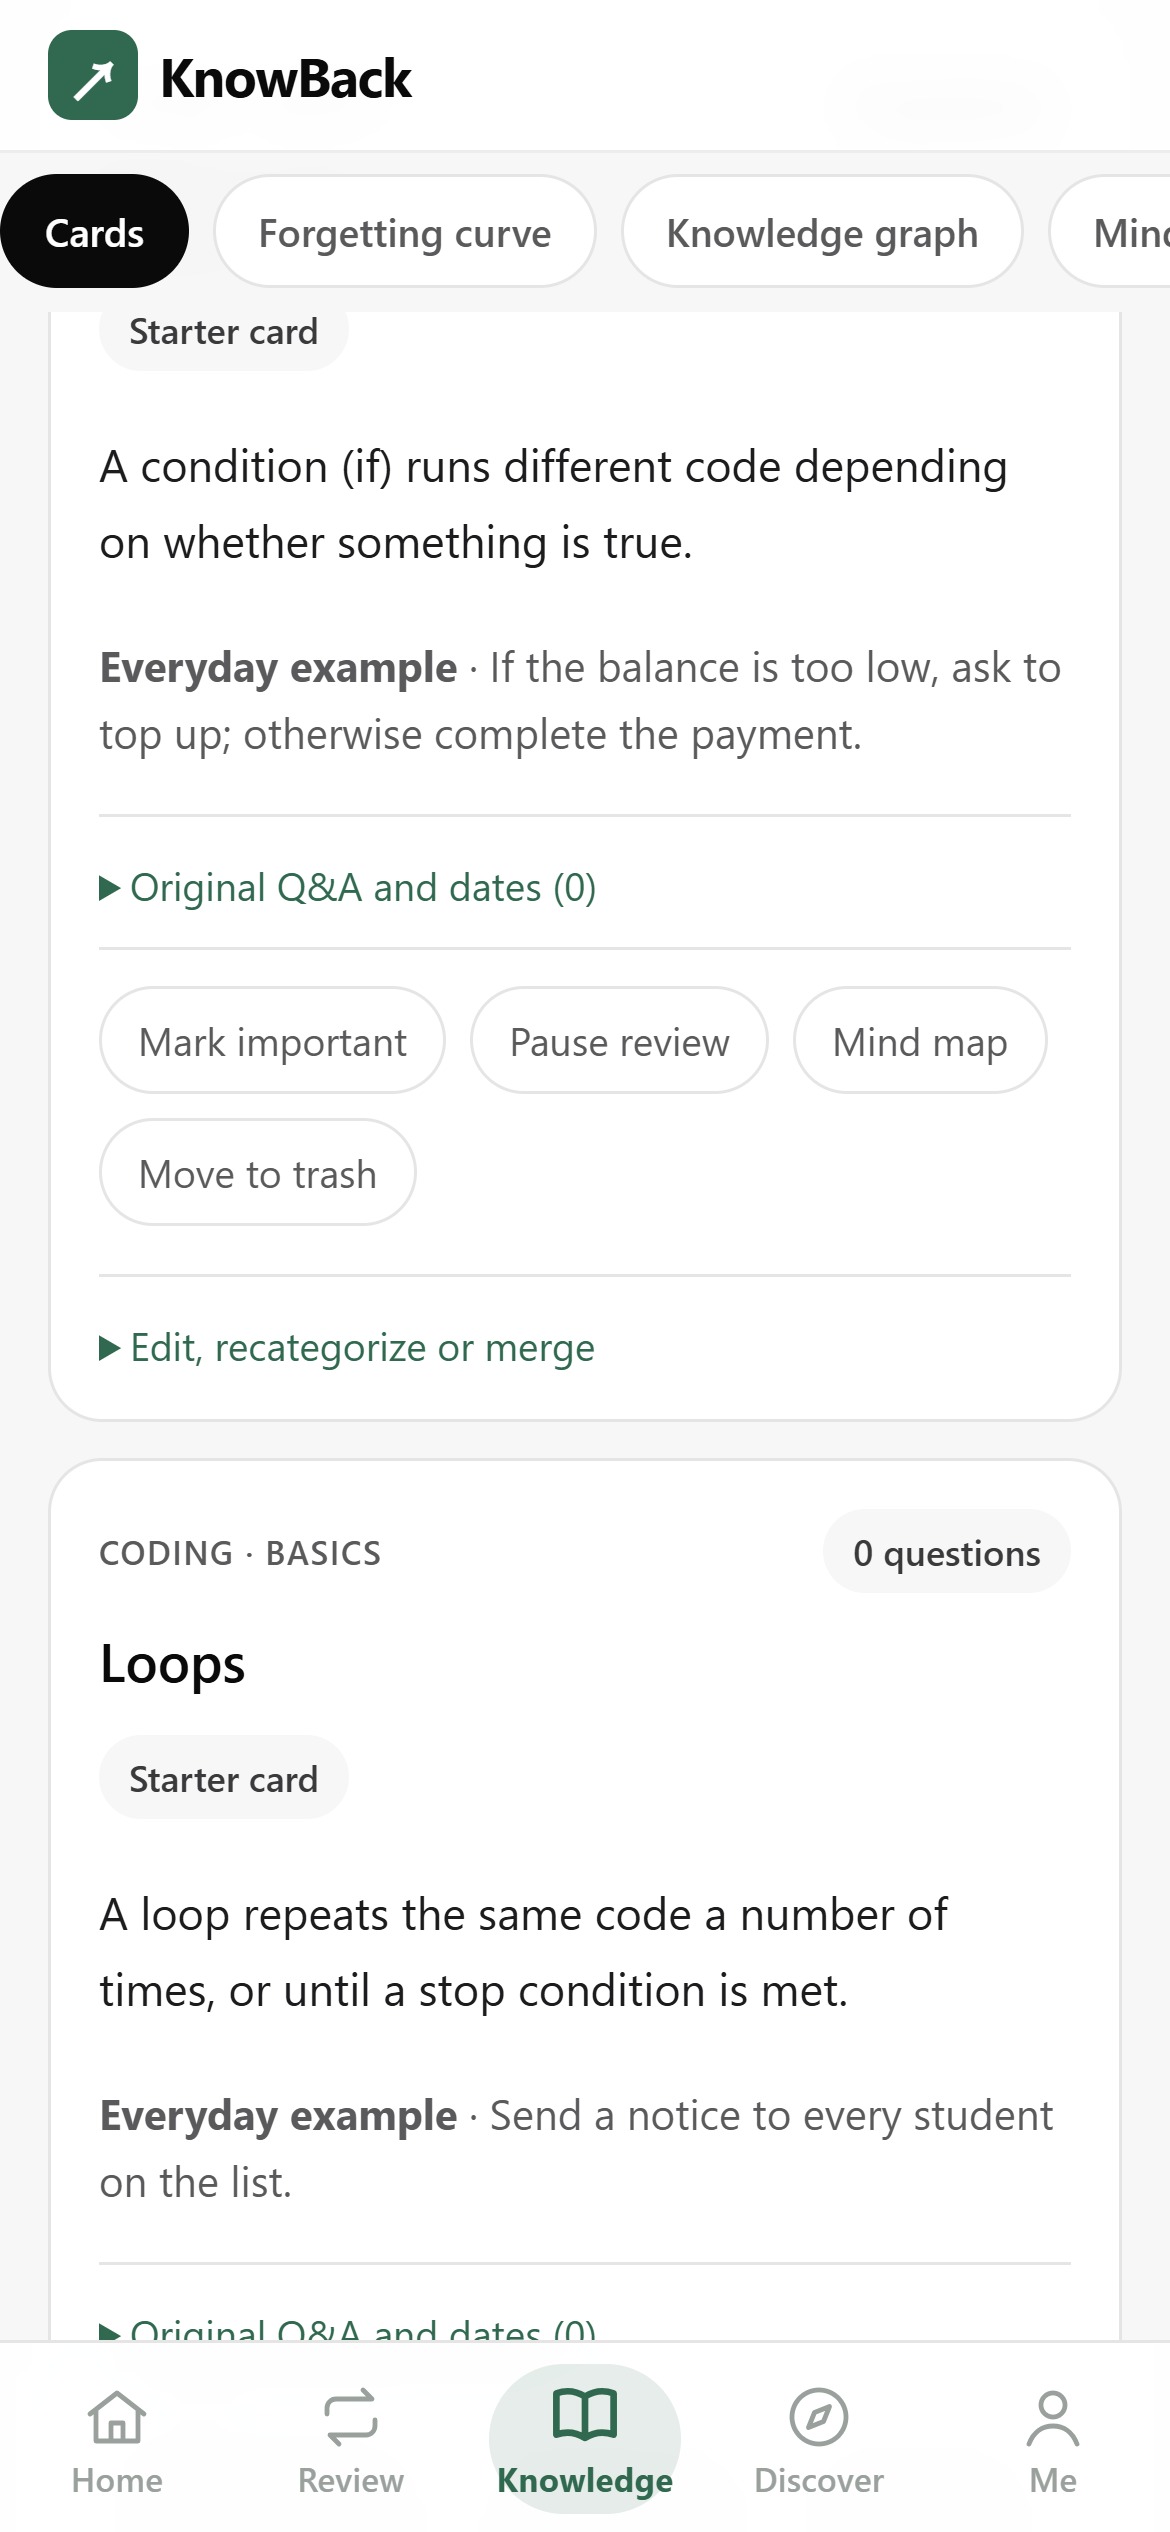 KnowBack
Cards
Forgetting curve
Knowledge graph
Starter card
A condition (if) runs different code depending
on whether something is true.
Everyday example · If the balance is too low, ask to
top up; otherwise complete the payment.
Original Q&A and dates (0)
Mark important
Pause review
Mind map
Move to trash
Edit, recategorize or merge
CODING · BASICS
0 questions
Loops
Starter card
A loop repeats the same code a number of
times, or until a stop condition is met.
Everyday example · Send a notice to every student
on the list.
Original Q&A and dates (0)
Home
Review
Knowledge
Discover
Me